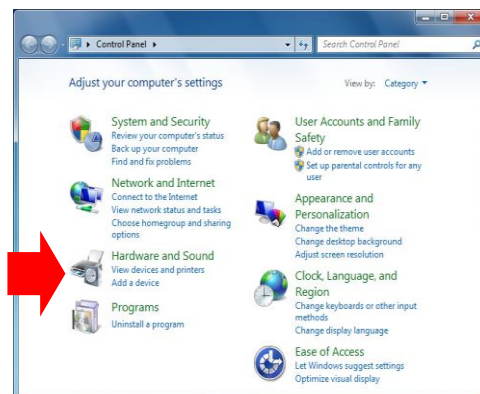 Control Panel
Search Control Panel
Adjust your computer's settings
View by: Category
System and Security
Review your computer's status
Back up your computer
Find and fix problems
Network and Internet
Connect to the Internet
View network status and tasks
Choose homegroup and sharing
options
Hardware and Sound
View devices and printers
Add a device
Programs
Uninstall a program
User Accounts and Family
Safety
Add or remove user accounts
Set up parental controls for any
user
Appearance and
Personalization
Change the theme
Change desktop background
Adjust screen resolution
Clock, Language, and
Region
Change keyboards or other input
methods
Change display language
Ease of Access
Let Windows suggest settings
Optimize visual display